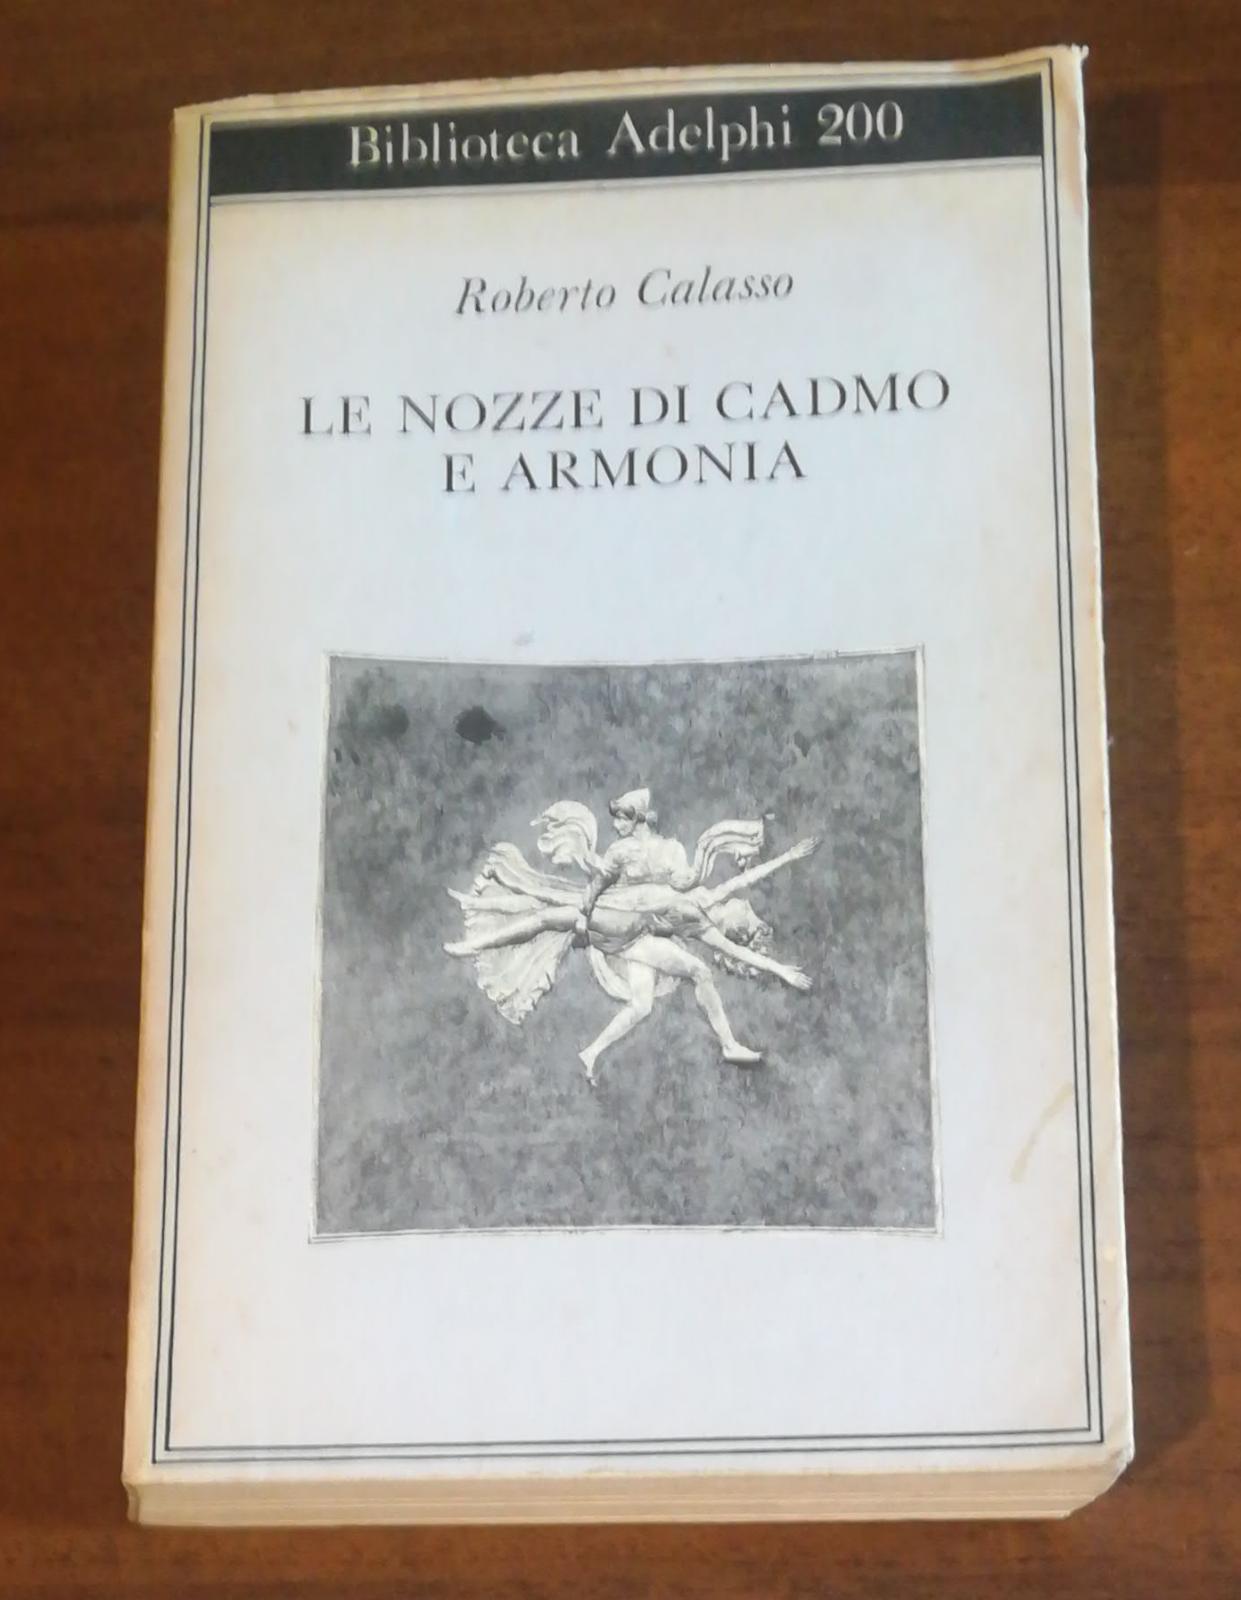 Biblioteca Adelphi 200
Roberto Calasso
LE NOZZE DI CADMO
E ARMONIA